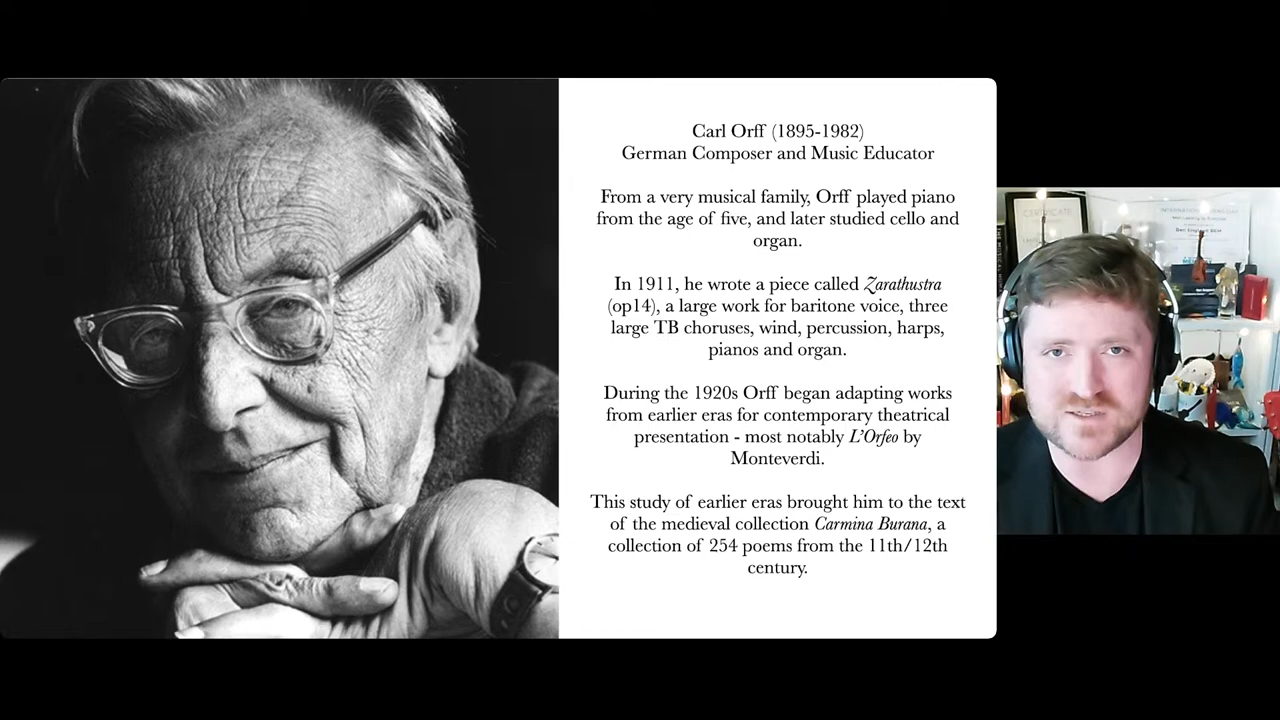 Carl Orff (1895-1982)
German Composer and Music Educator
From a very musical family, Orff played piano
from the age of five, and later studied cello and
organ.
In 1911, he wrote a piece called Zarathustra
(op14), a large work for baritone voice, three
large TB choruses, wind, percussion, harps,
pianos and organ.
During the 1920s Orff began adapting works
from earlier eras for contemporary theatrical
presentation - most notably L'Orfeo by
Monteverdi.
This study of earlier eras brought him to the text
of the medieval collection Carmina Burana, a
collection of 254 poems from the 11th/12th
century.
CERTIFICATE